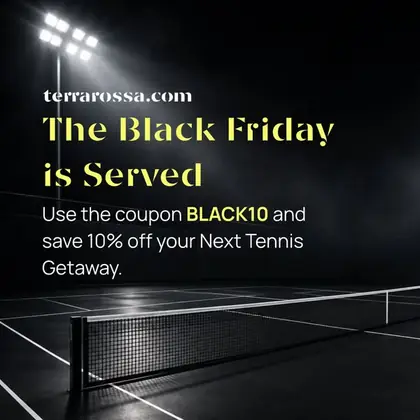 terrarossa.com
The Black Friday
is Served
Use the coupon BLACK10 and
save 10% off your Next Tennis
Getaway.